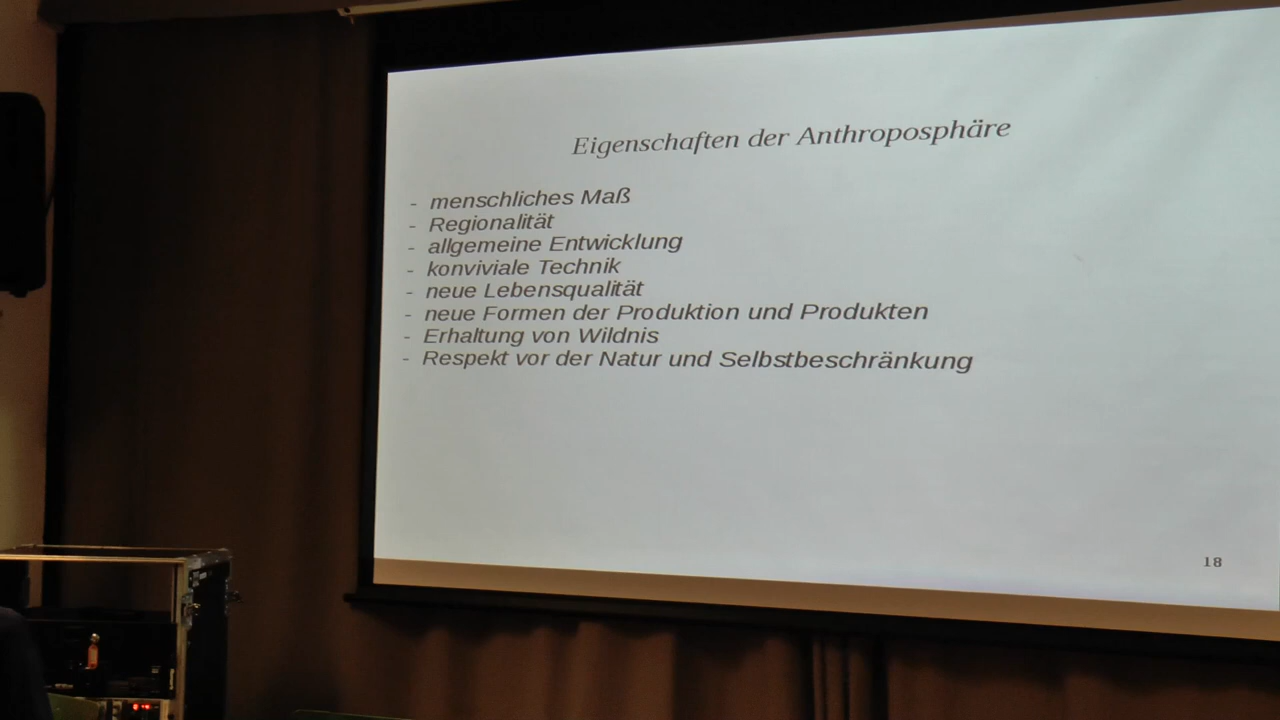 Eigenschaften der Anthroposphäre
- menschliches Maß
- Regionalität
- allgemeine Entwicklung
- konviviale Technik
- neue Lebensqualität
- neue Formen der Produktion und Produkten
- Erhaltung von Wildnis
- Respekt vor der Natur und Selbstbeschränkung
18